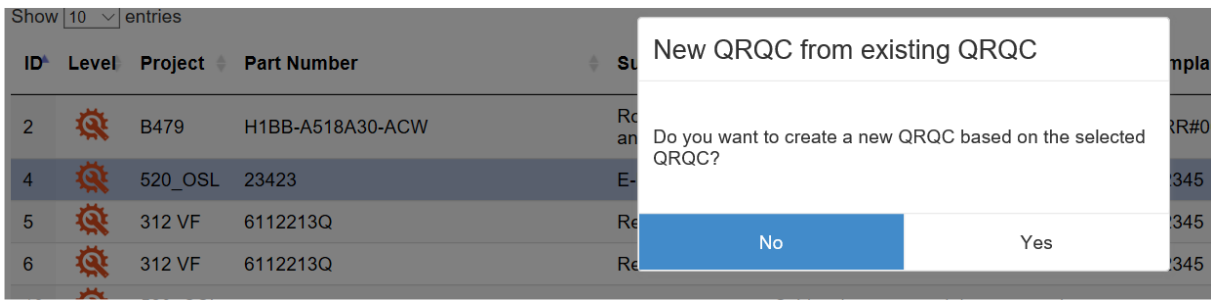 Show 10 entries
ID Level Project Part Number
New QRQC from existing QRQC
2 B479 H1BB-A518A30-ACW
Do you want to create a new QRQC based on the selected
QRQC?
4 520_OSL 23423 E-
5 312 VF 6112213Q
No Yes
6 312 VF 6112213Q